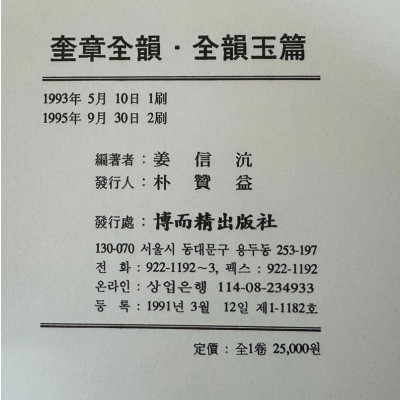 奎章全韻·全韻玉篇
1993年 5月 10日 1刷
1995年 9月 30日 2刷
編著者: 姜信沆
發行人: 朴贊益
發行處: 博而精出版社
130-070 서울시 동대문구 용두동 253-197
전 화: 922-1192~3, 팩스: 922-1192
온라인: 상업은행 114-08-234933
등 록: 1991년 3월 12일 제1-1182호
定價: 全1卷 25,000원